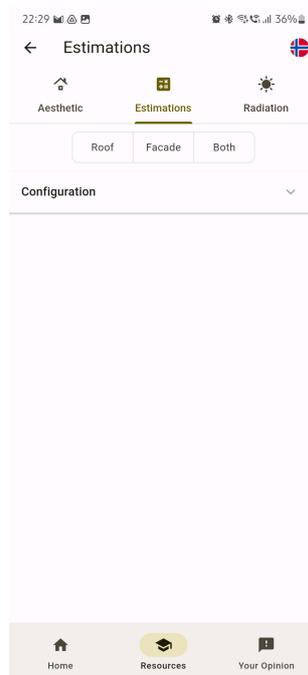 22:29 36%
Estimations
Aesthetic Estimations Radiation
Roof Facade Both
Configuration
Home Resources Your Opinion